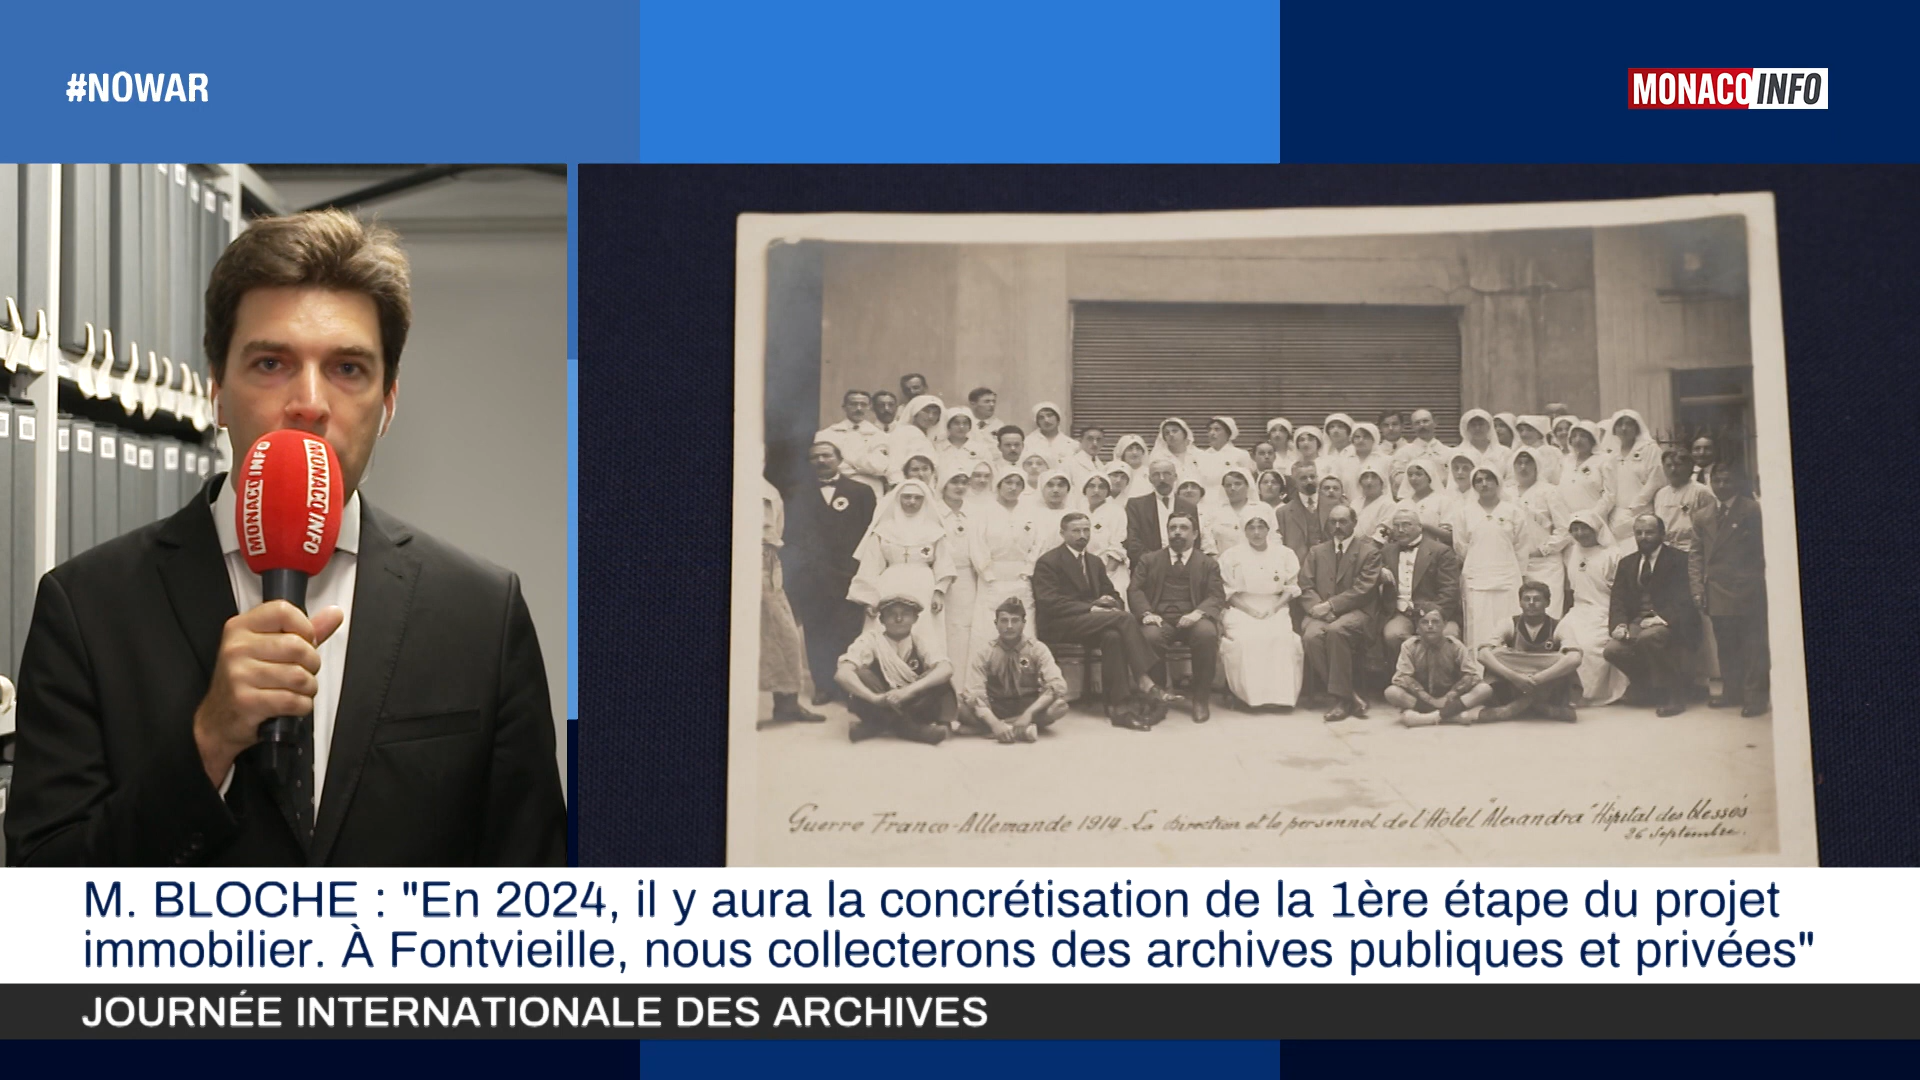 #NOWAR
MONACOINFO
MONACO INFO
MONACO INFO
Guerre Franco-Allemande 1914. La direction et le personnel de l'Hôtel "Alexandra" Hôpital des blessés
26 Septembre.
M. BLOCHE : "En 2024, il y aura la concrétisation de la 1ère étape du projet
immobilier. À Fontvieille, nous collecterons des archives publiques et privées"
JOURNÉE INTERNATIONALE DES ARCHIVES